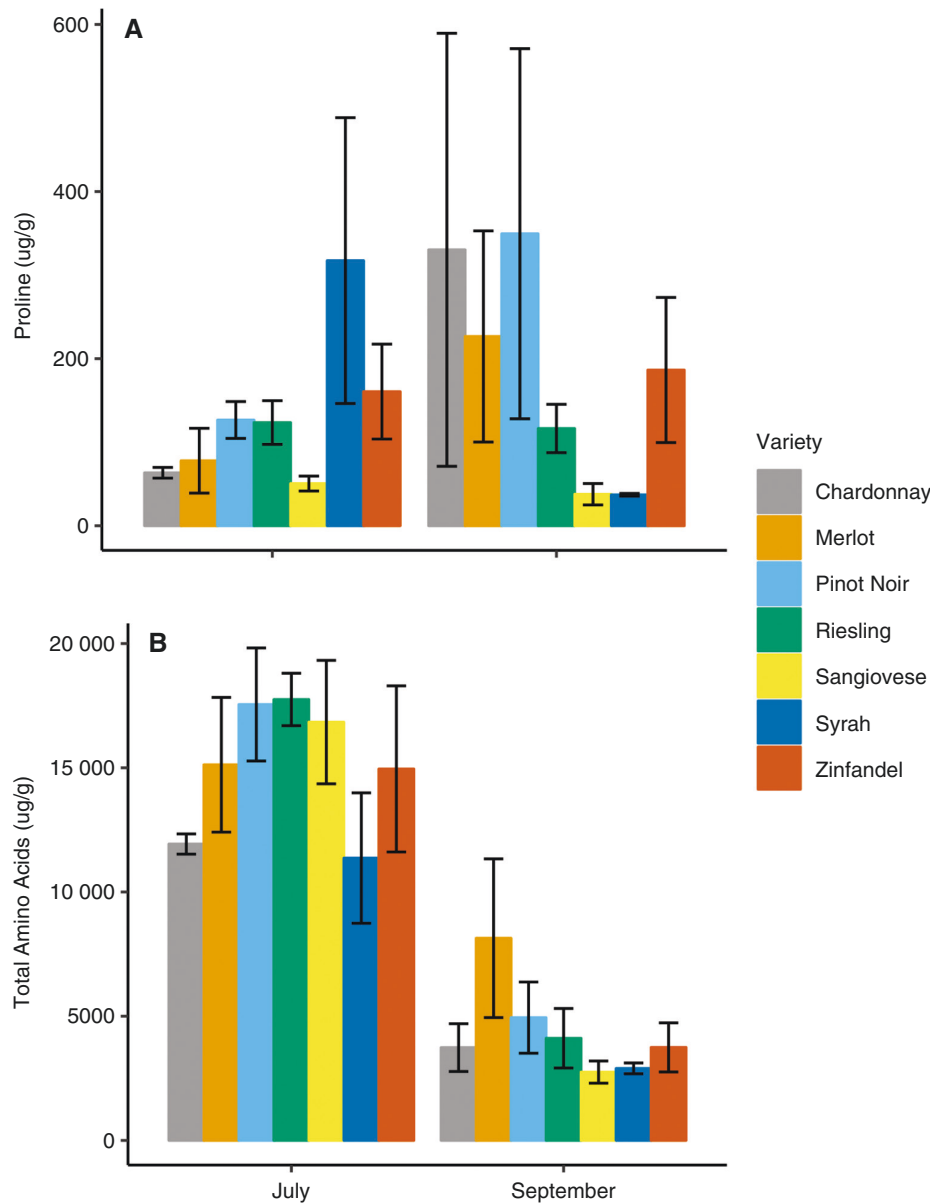 A
600
400
200
0
Proline (ug/g)
B
20 000
15 000
10 000
5000
0
Total Amino Acids (ug/g)
July
September
Variety
Chardonnay
Merlot
Pinot Noir
Riesling
Sangiovese
Syrah
Zinfandel